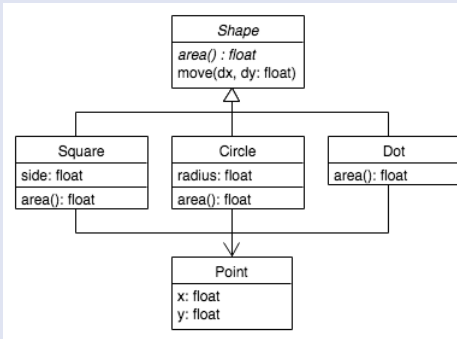 Shape
area() : float
move(dx, dy: float)
Square
side: float
area(): float
Circle
radius: float
area(): float
Dot
area(): float
Point
x: float
y: float